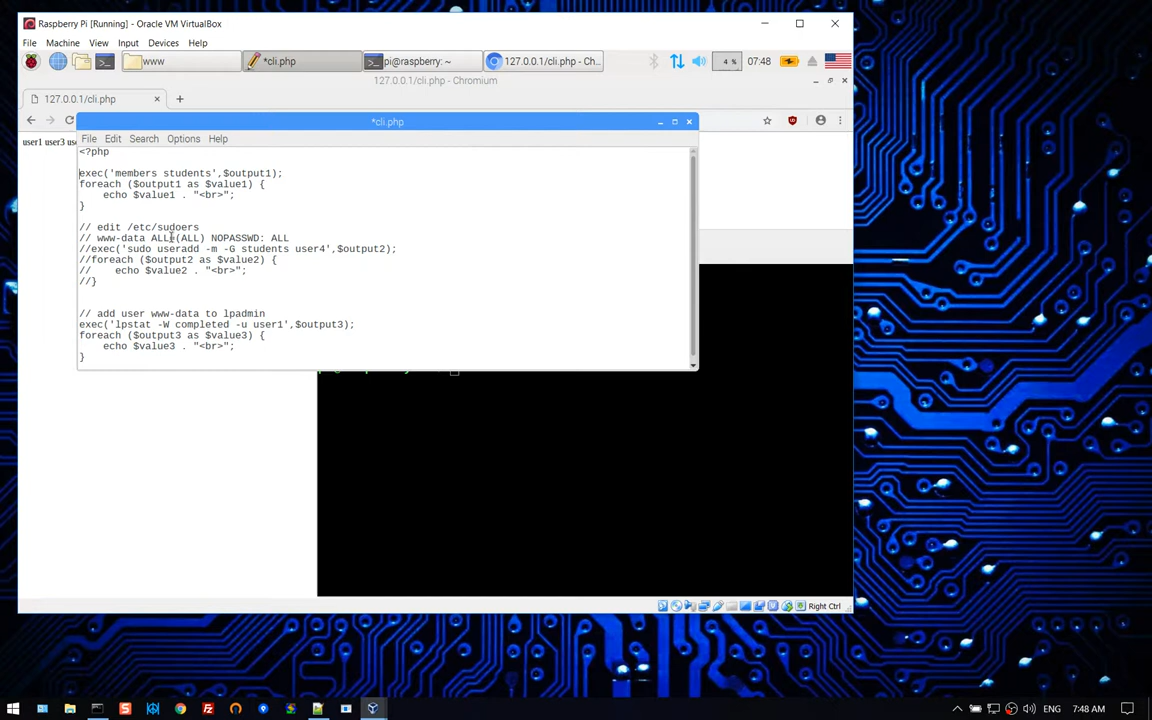 Raspberry Pi [Running] - Oracle VM VirtualBox
File Machine View Input Devices Help
www
*cli.php
pi@raspberry: ~
127.0.0.1/cli.php - Ch...
4 %
07:48
127.0.0.1/cli.php - Chromium
127.0.0.1/cli.php
*cli.php
user1 user3
File Edit Search Options Help
<?php
exec('members students',$output1);
foreach ($output1 as $value1) {
    echo $value1 . "<br>";
}
// edit /etc/sudoers
// www-data ALL=(ALL) NOPASSWD: ALL
//exec('sudo useradd -m -G students user4',$output2);
//foreach ($output2 as $value2) {
//    echo $value2 . "<br>";
//}
// add user www-data to lpadmin
exec('lpstat -W completed -u user1',$output3);
foreach ($output3 as $value3) {
    echo $value3 . "<br>";
}
Right Ctrl
ENG
7:48 AM